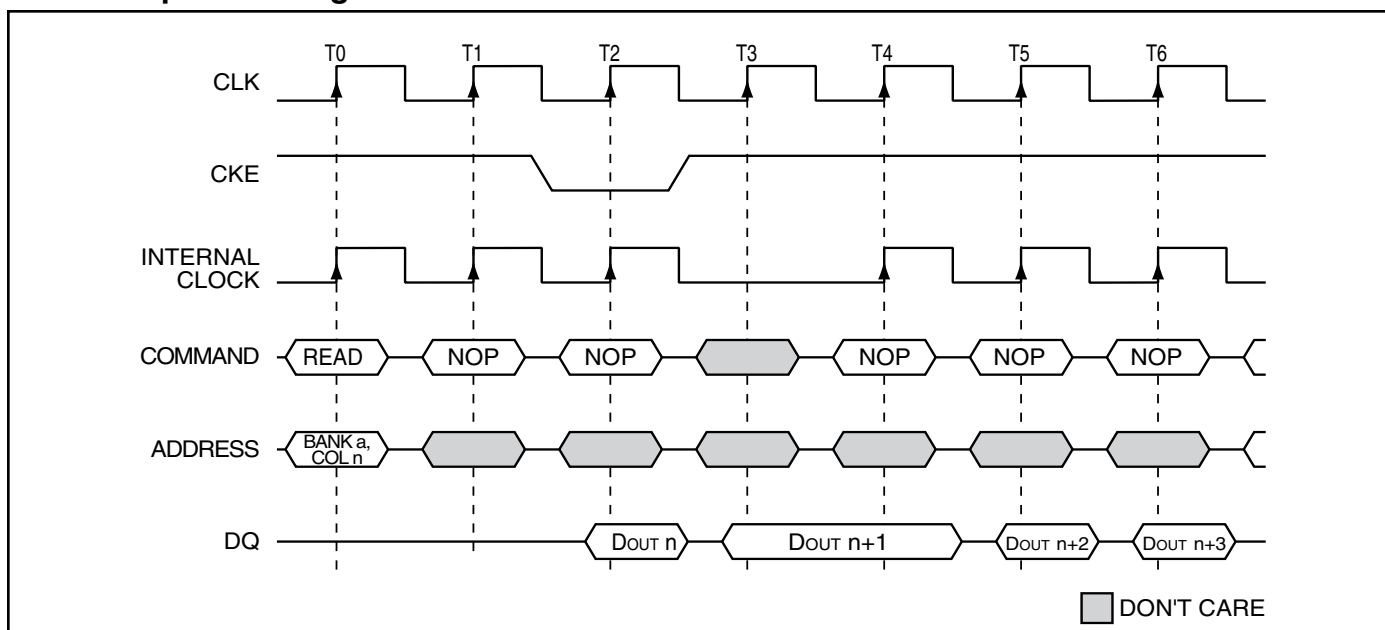 T0 T1 T2 T3 T4 T5 T6
CLK
CKE
INTERNAL
CLOCK
COMMAND READ NOP NOP NOP NOP NOP
ADDRESS BANK a,
COL n
DQ DOUT n DOUT n+1 DOUT n+2 DOUT n+3
DON'T CARE